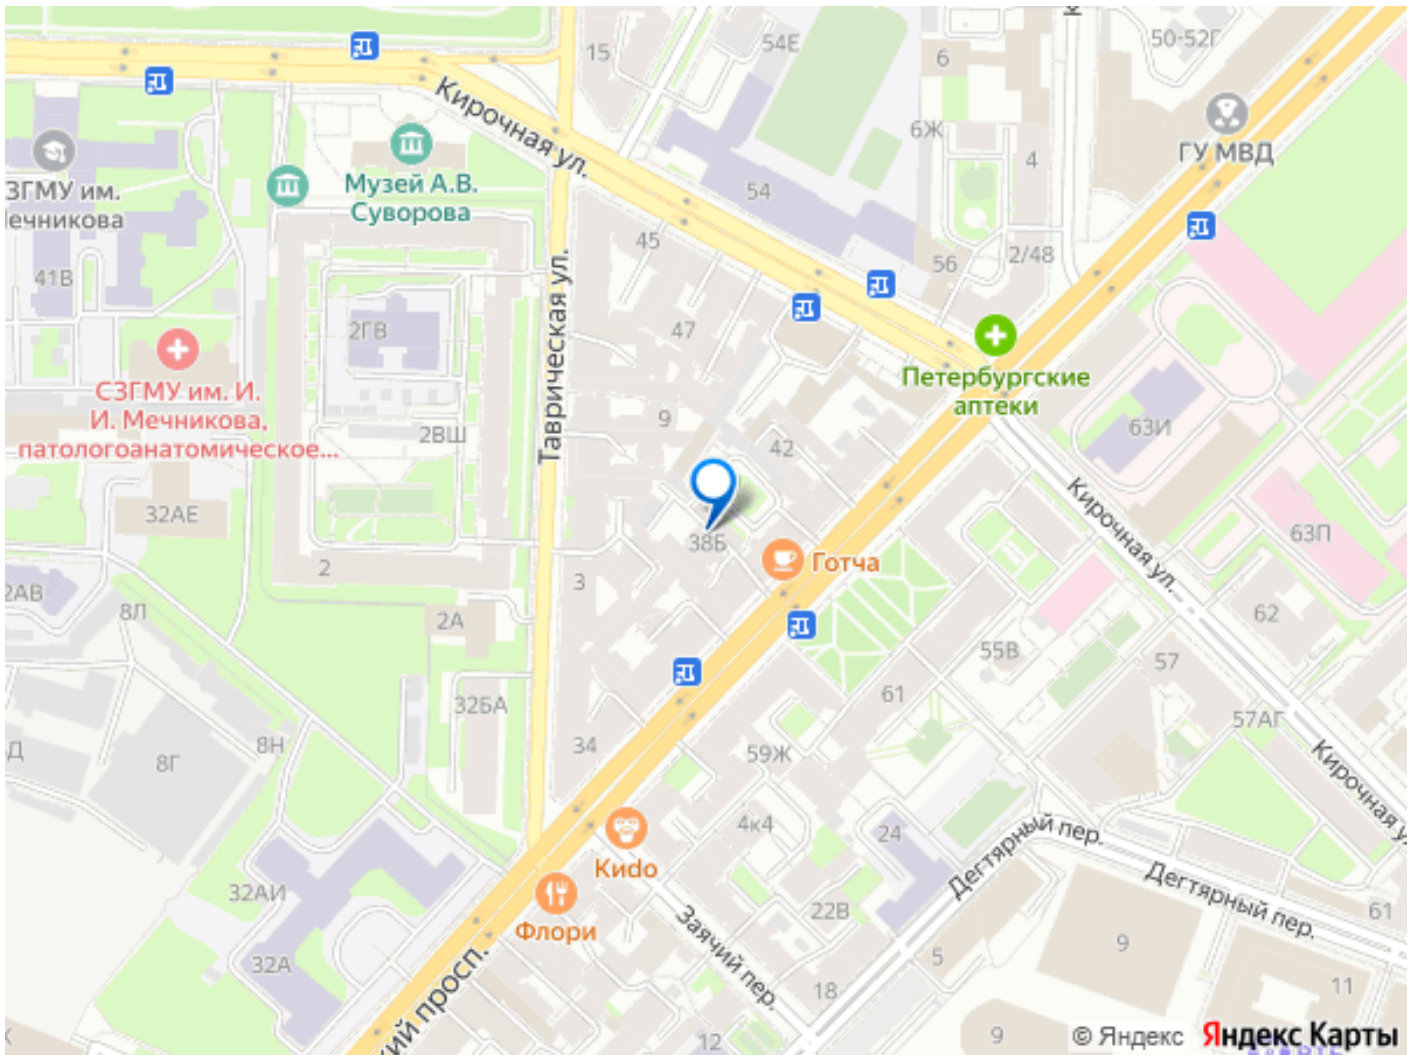 15
54Е
50-52Г
6
Кирочная ул.
6Ж
4
ГУ МВД
СЗГМУ им.
Мечникова
Музей А.В.
Суворова
54
45
56
2/48
41В
Таврическая ул.
2ГВ
47
Петербургские
аптеки
СЗГМУ им. И.
И. Мечникова,
патологоанатомическое...
9
2ВШ
42
63И
Кирочная ул.
32АЕ
38Б
63П
Готча
2
3
2АВ
8Л
2А
62
55В
57
32БА
61
57АГ
34
8Н
59Ж
Д
8Г
Кирочная ул.
4к4
24
Дегтярный пер.
Дегтярный пер.
Кидо
32АИ
Флори
Заячий пер.
22В
61
9
32А
кий просп.
5
18
11
12
9
© Яндекс Яндекс Карты